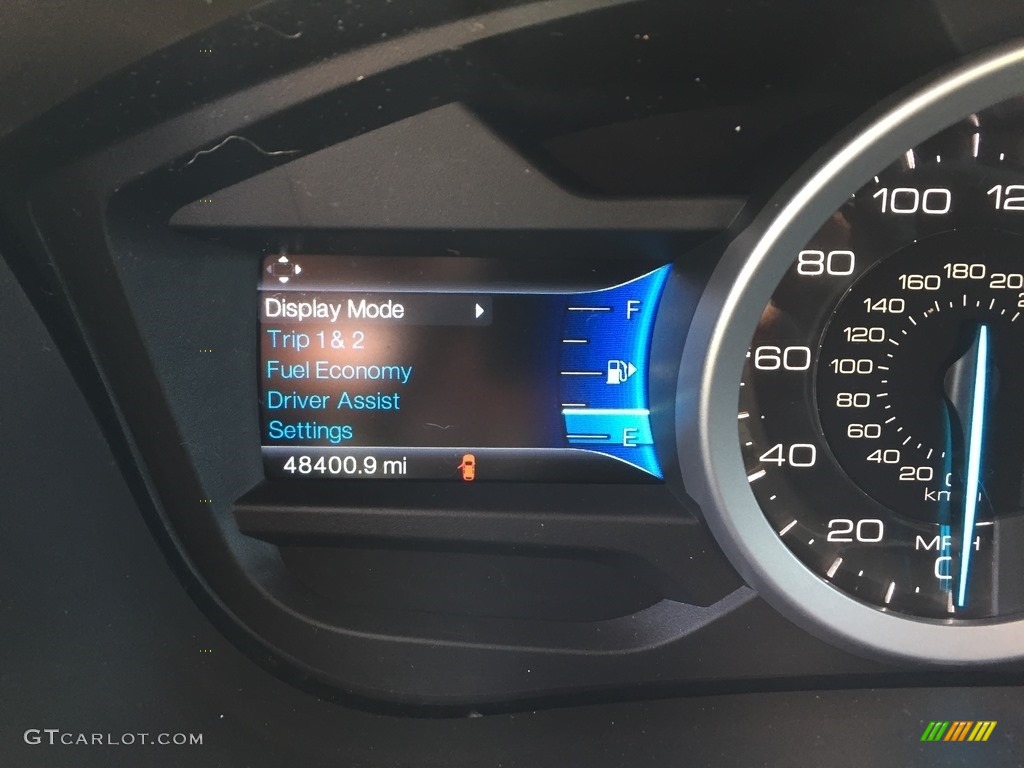 Display Mode
Trip 1 & 2
Fuel Economy
Driver Assist
Settings
48400.9 mi
F
E
100
80
60
40
20
0
MPH
180
160
140
120
100
80
60
40
20
GTCARLOT.COM